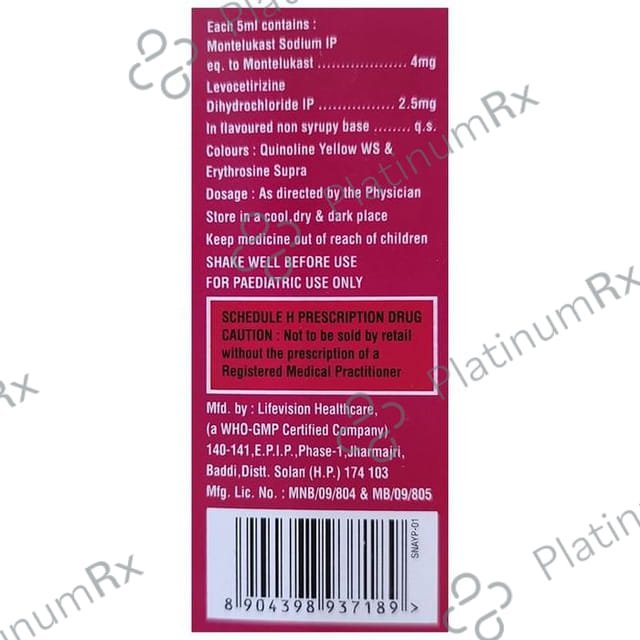 Each 5ml contains :
Montelukast Sodium IP
eq. to Montelukast ................... 4mg
Levocetirizine
Dihydrochloride IP ................ 2.5mg
In flavoured non syrupy base ........ q.s.
Colours : Quinoline Yellow WS &
Erythrosine Supra
Dosage : As directed by the Physician
Store in a cool,dry & dark place
Keep medicine out of reach of children
SHAKE WELL BEFORE USE
FOR PAEDIATRIC USE ONLY
SCHEDULE H PRESCRIPTION DRUG
CAUTION : Not to be sold by retail
without the prescription of a
Registered Medical Practitioner
Mfd. by : Lifevision Healthcare,
(a WHO-GMP Certified Company)
140-141,E.P.I.P.,Phase-1,Jharmajri,
Baddi,Distt. Solan (H.P.) 174 103
Mfg. Lic. No. : MNB/09/804 & MB/09/805
SNAYP-01
8 904398 937189 >
PlatinumRx
PlatinumRx
PlatinumRx
Rx
PlatinumRx
tinumRx
Platinum